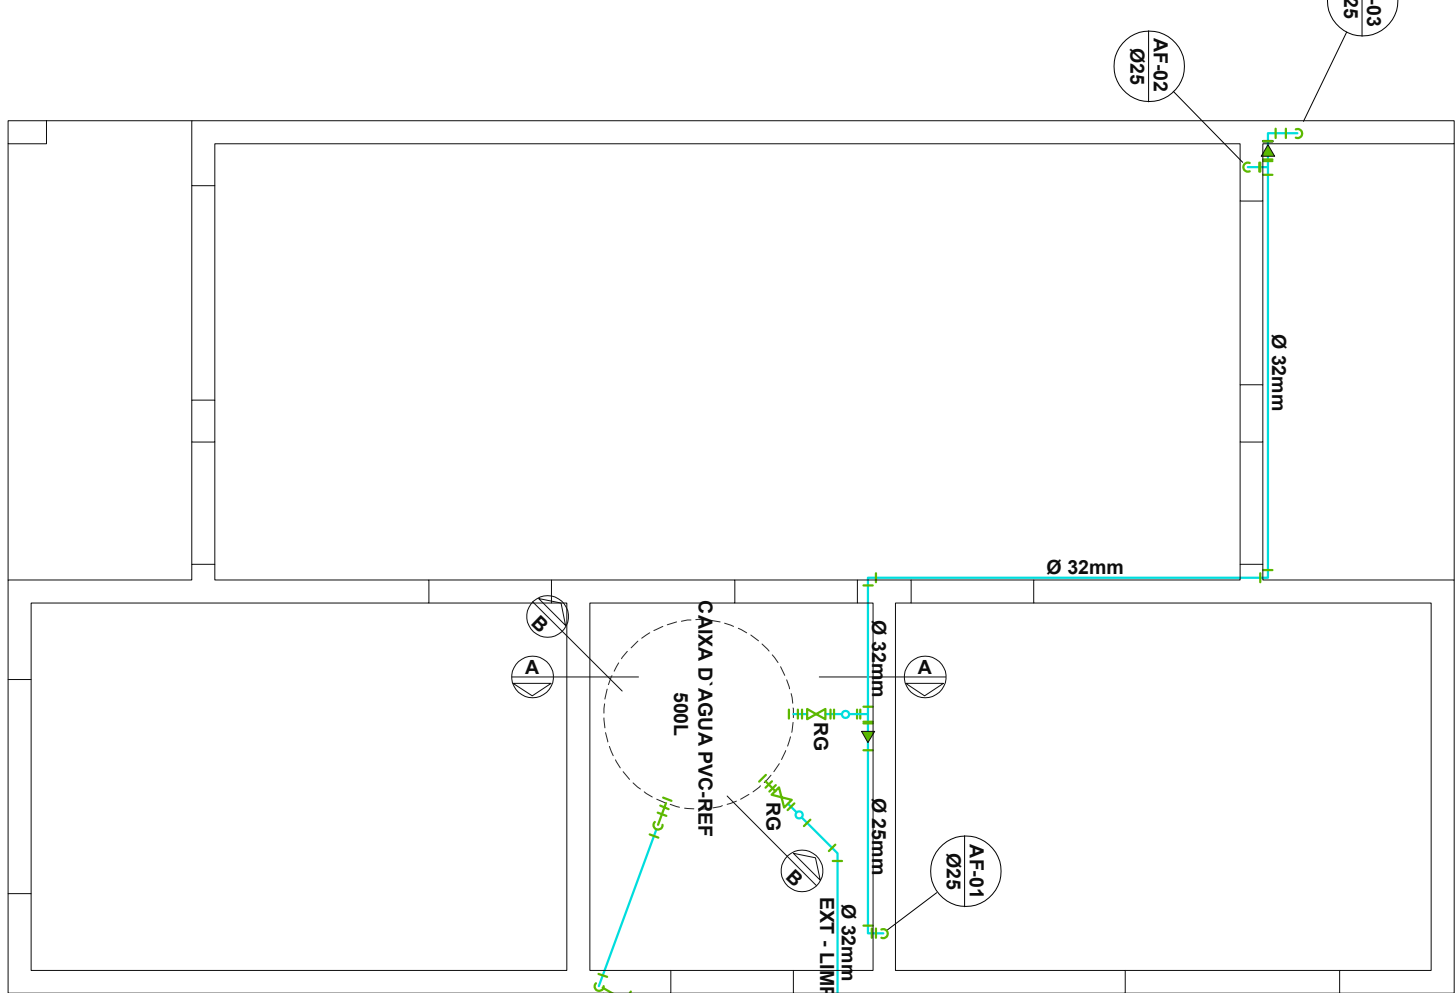 -03
25
AF-02
Ø25
Ø 32mm
Ø 32mm
B
A
CAIXA D`AGUA PVC-REF
500L
Ø 32mm
A
RG
RG
B
Ø 25mm
AF-01
Ø25
Ø 32mm
EXT - LIMP